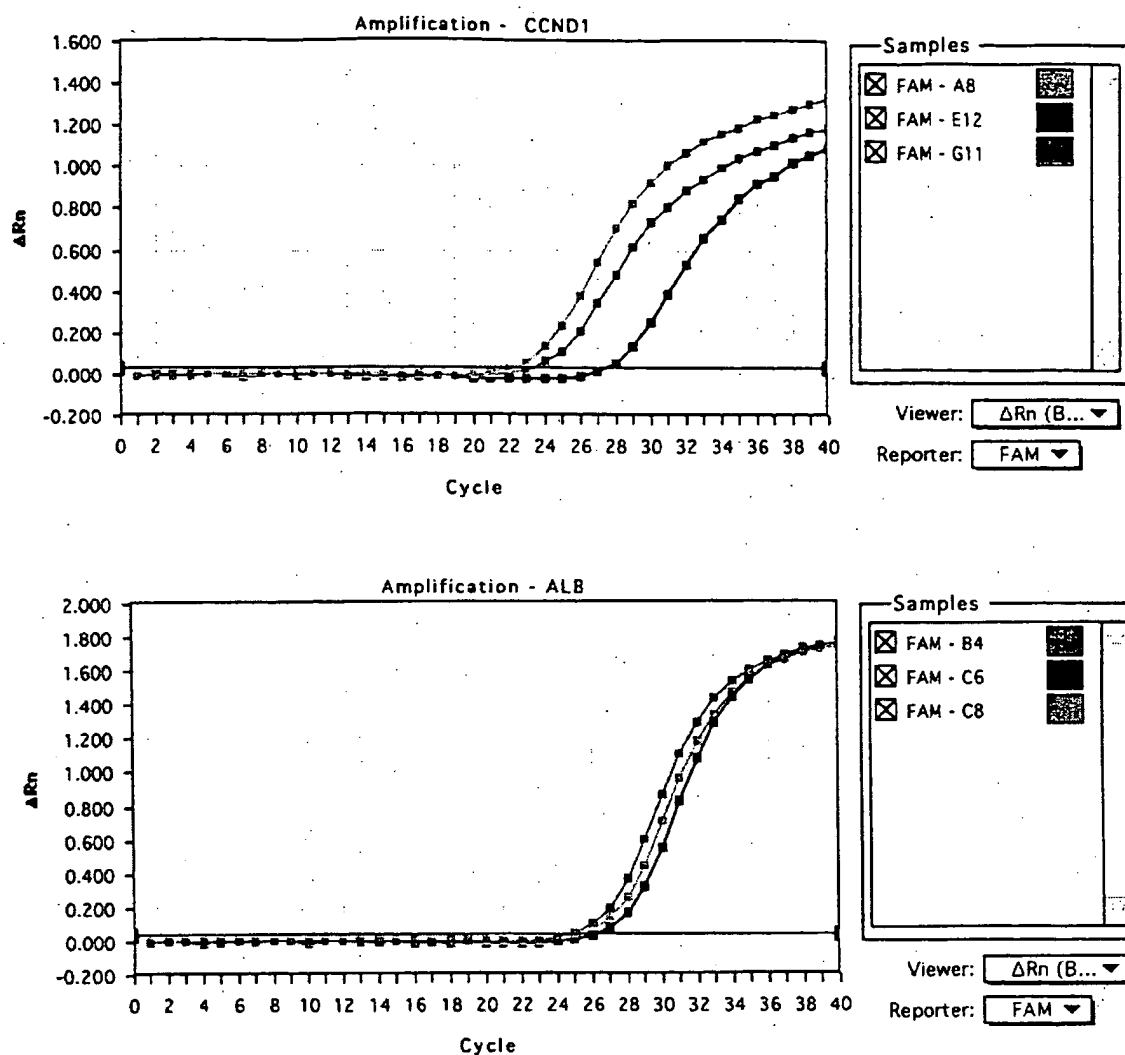 Amplification - CCND1
1.600
1.400
1.200
1.000
0.800
0.600
0.400
0.200
0.000
-0.200
ΔRn
0 2 4 6 8 10 12 14 16 18 20 22 24 26 28 30 32 34 36 38 40
Cycle
Samples
FAM - A8
FAM - E12
FAM - G11
Viewer: ΔRn (B...
Reporter: FAM
Amplification - ALB
2.000
1.800
1.600
1.400
1.200
1.000
0.800
0.600
0.400
0.200
0.000
-0.200
ΔRn
0 2 4 6 8 10 12 14 16 18 20 22 24 26 28 30 32 34 36 38 40
Cycle
Samples
FAM - B4
FAM - C6
FAM - C8
Viewer: ΔRn (B...
Reporter: FAM